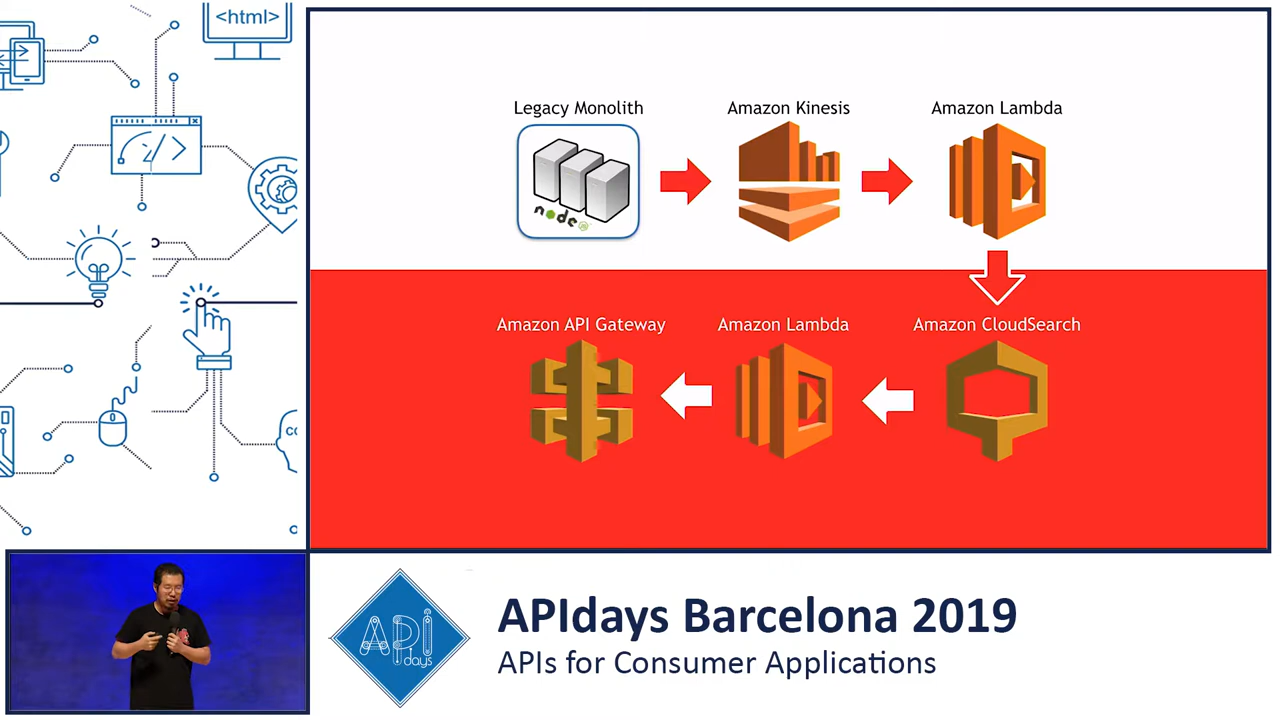 <html>
</>
Legacy Monolith
Amazon Kinesis
Amazon Lambda
node
JS
Amazon API Gateway
Amazon Lambda
Amazon CloudSearch
API
days
APIdays Barcelona 2019
APIs for Consumer Applications